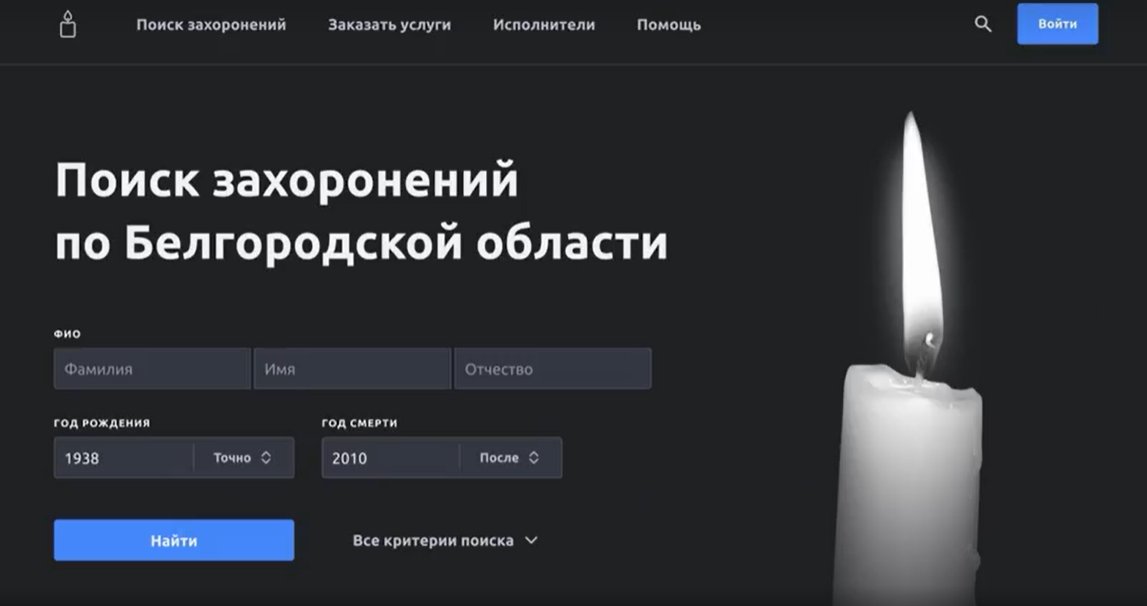 Поиск захоронений Заказать услуги Исполнители Помощь Войти
Поиск захоронений
по Белгородской области
ФИО
Фамилия Имя Отчество
ГОД РОЖДЕНИЯ ГОД СМЕРТИ
1938 Точно 2010 После
Найти Все критерии поиска